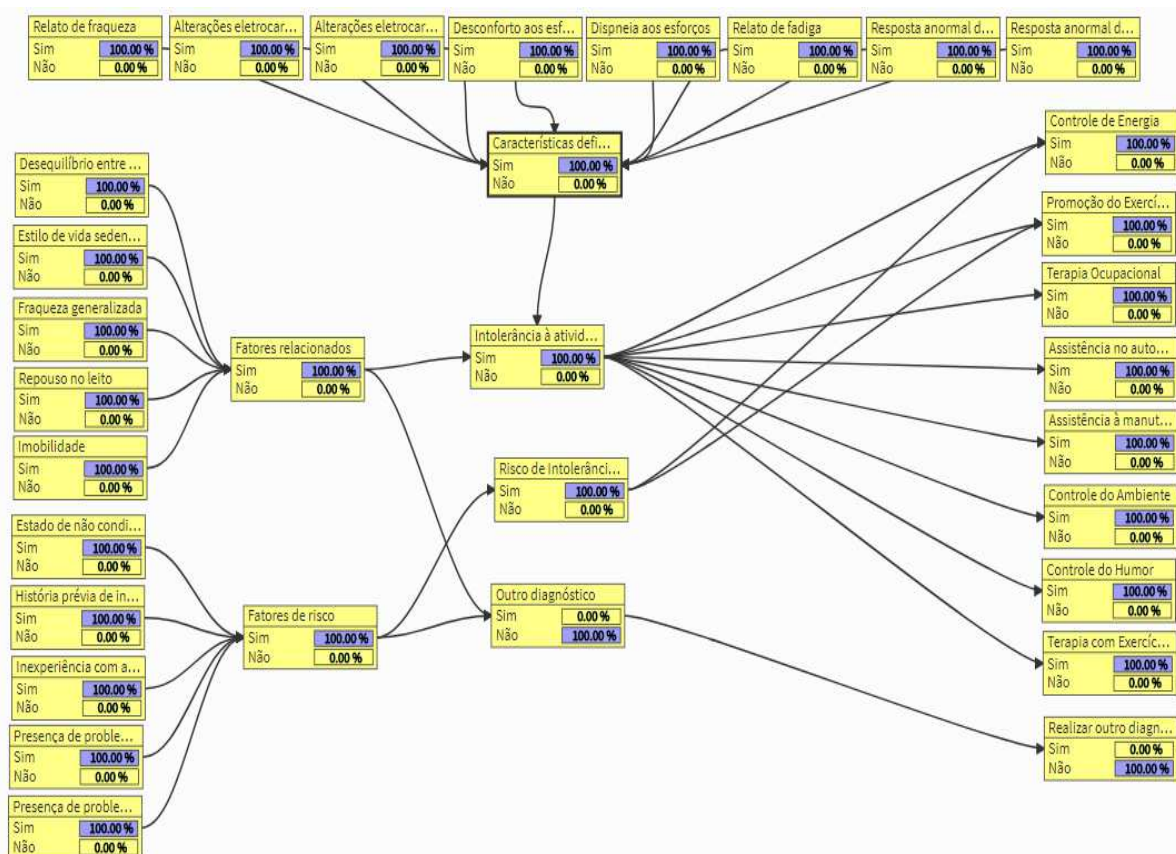 Relato de fraqueza
Sim 100.00 %
Não 0.00 %
Alterações eletrocar...
Sim 100.00 %
Não 0.00 %
Alterações eletrocar...
Sim 100.00 %
Não 0.00 %
Desconforto aos esf...
Sim 100.00 %
Não 0.00 %
Dispneia aos esforços
Sim 100.00 %
Não 0.00 %
Relato de fadiga
Sim 100.00 %
Não 0.00 %
Resposta anormal d...
Sim 100.00 %
Não 0.00 %
Resposta anormal d...
Sim 100.00 %
Não 0.00 %
Características defi...
Sim 100.00 %
Não 0.00 %
Desequilíbrio entre ...
Sim 100.00 %
Não 0.00 %
Estilo de vida seden...
Sim 100.00 %
Não 0.00 %
Fraqueza generalizada
Sim 100.00 %
Não 0.00 %
Repouso no leito
Sim 100.00 %
Não 0.00 %
Imobilidade
Sim 100.00 %
Não 0.00 %
Estado de não condi...
Sim 100.00 %
Não 0.00 %
História prévia de in...
Sim 100.00 %
Não 0.00 %
Inexperiência com a...
Sim 100.00 %
Não 0.00 %
Presença de proble...
Sim 100.00 %
Não 0.00 %
Presença de proble...
Sim 100.00 %
Não 0.00 %
Fatores relacionados
Sim 100.00 %
Não 0.00 %
Fatores de risco
Sim 100.00 %
Não 0.00 %
Intolerância à ativid...
Sim 100.00 %
Não 0.00 %
Risco de Intolerânci...
Sim 100.00 %
Não 0.00 %
Outro diagnóstico
Sim 0.00 %
Não 100.00 %
Controle de Energia
Sim 100.00 %
Não 0.00 %
Promoção do Exercí...
Sim 100.00 %
Não 0.00 %
Terapia Ocupacional
Sim 100.00 %
Não 0.00 %
Assistência no auto...
Sim 100.00 %
Não 0.00 %
Assistência à manut...
Sim 100.00 %
Não 0.00 %
Controle do Ambiente
Sim 100.00 %
Não 0.00 %
Controle do Humor
Sim 100.00 %
Não 0.00 %
Terapia com Exercíc...
Sim 100.00 %
Não 0.00 %
Realizar outro diagn...
Sim 0.00 %
Não 100.00 %